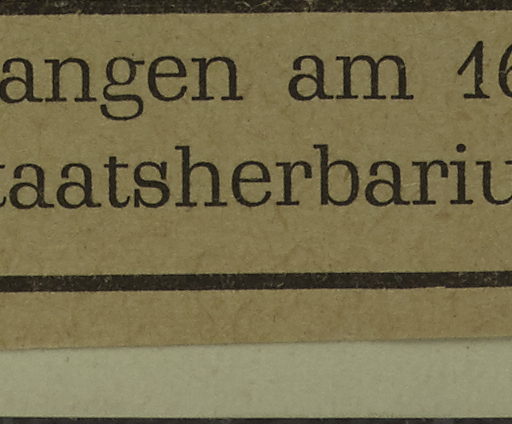 angen am 16
taatsherbariu